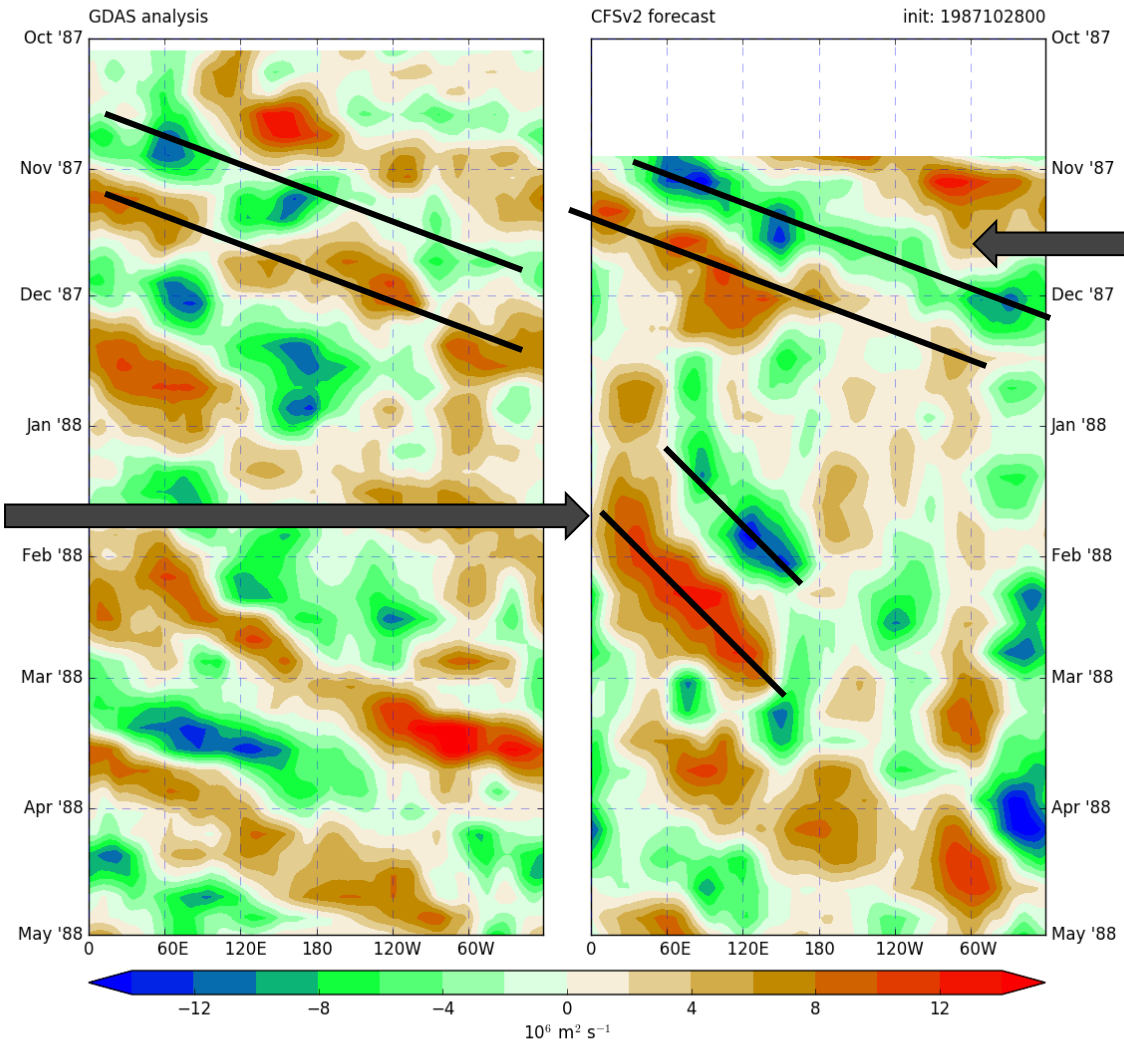 GDAS analysis
CFSv2 forecast init: 1987102800
Oct '87
Nov '87
Dec '87
Jan '88
Feb '88
Mar '88
Apr '88
May '88
0 60E 120E 180 120W 60W
Oct '87
Nov '87
Dec '87
Jan '88
Feb '88
Mar '88
Apr '88
May '88
0 60E 120E 180 120W 60W
−12 −8 −4 0 4 8 12
10⁶ m² s⁻¹